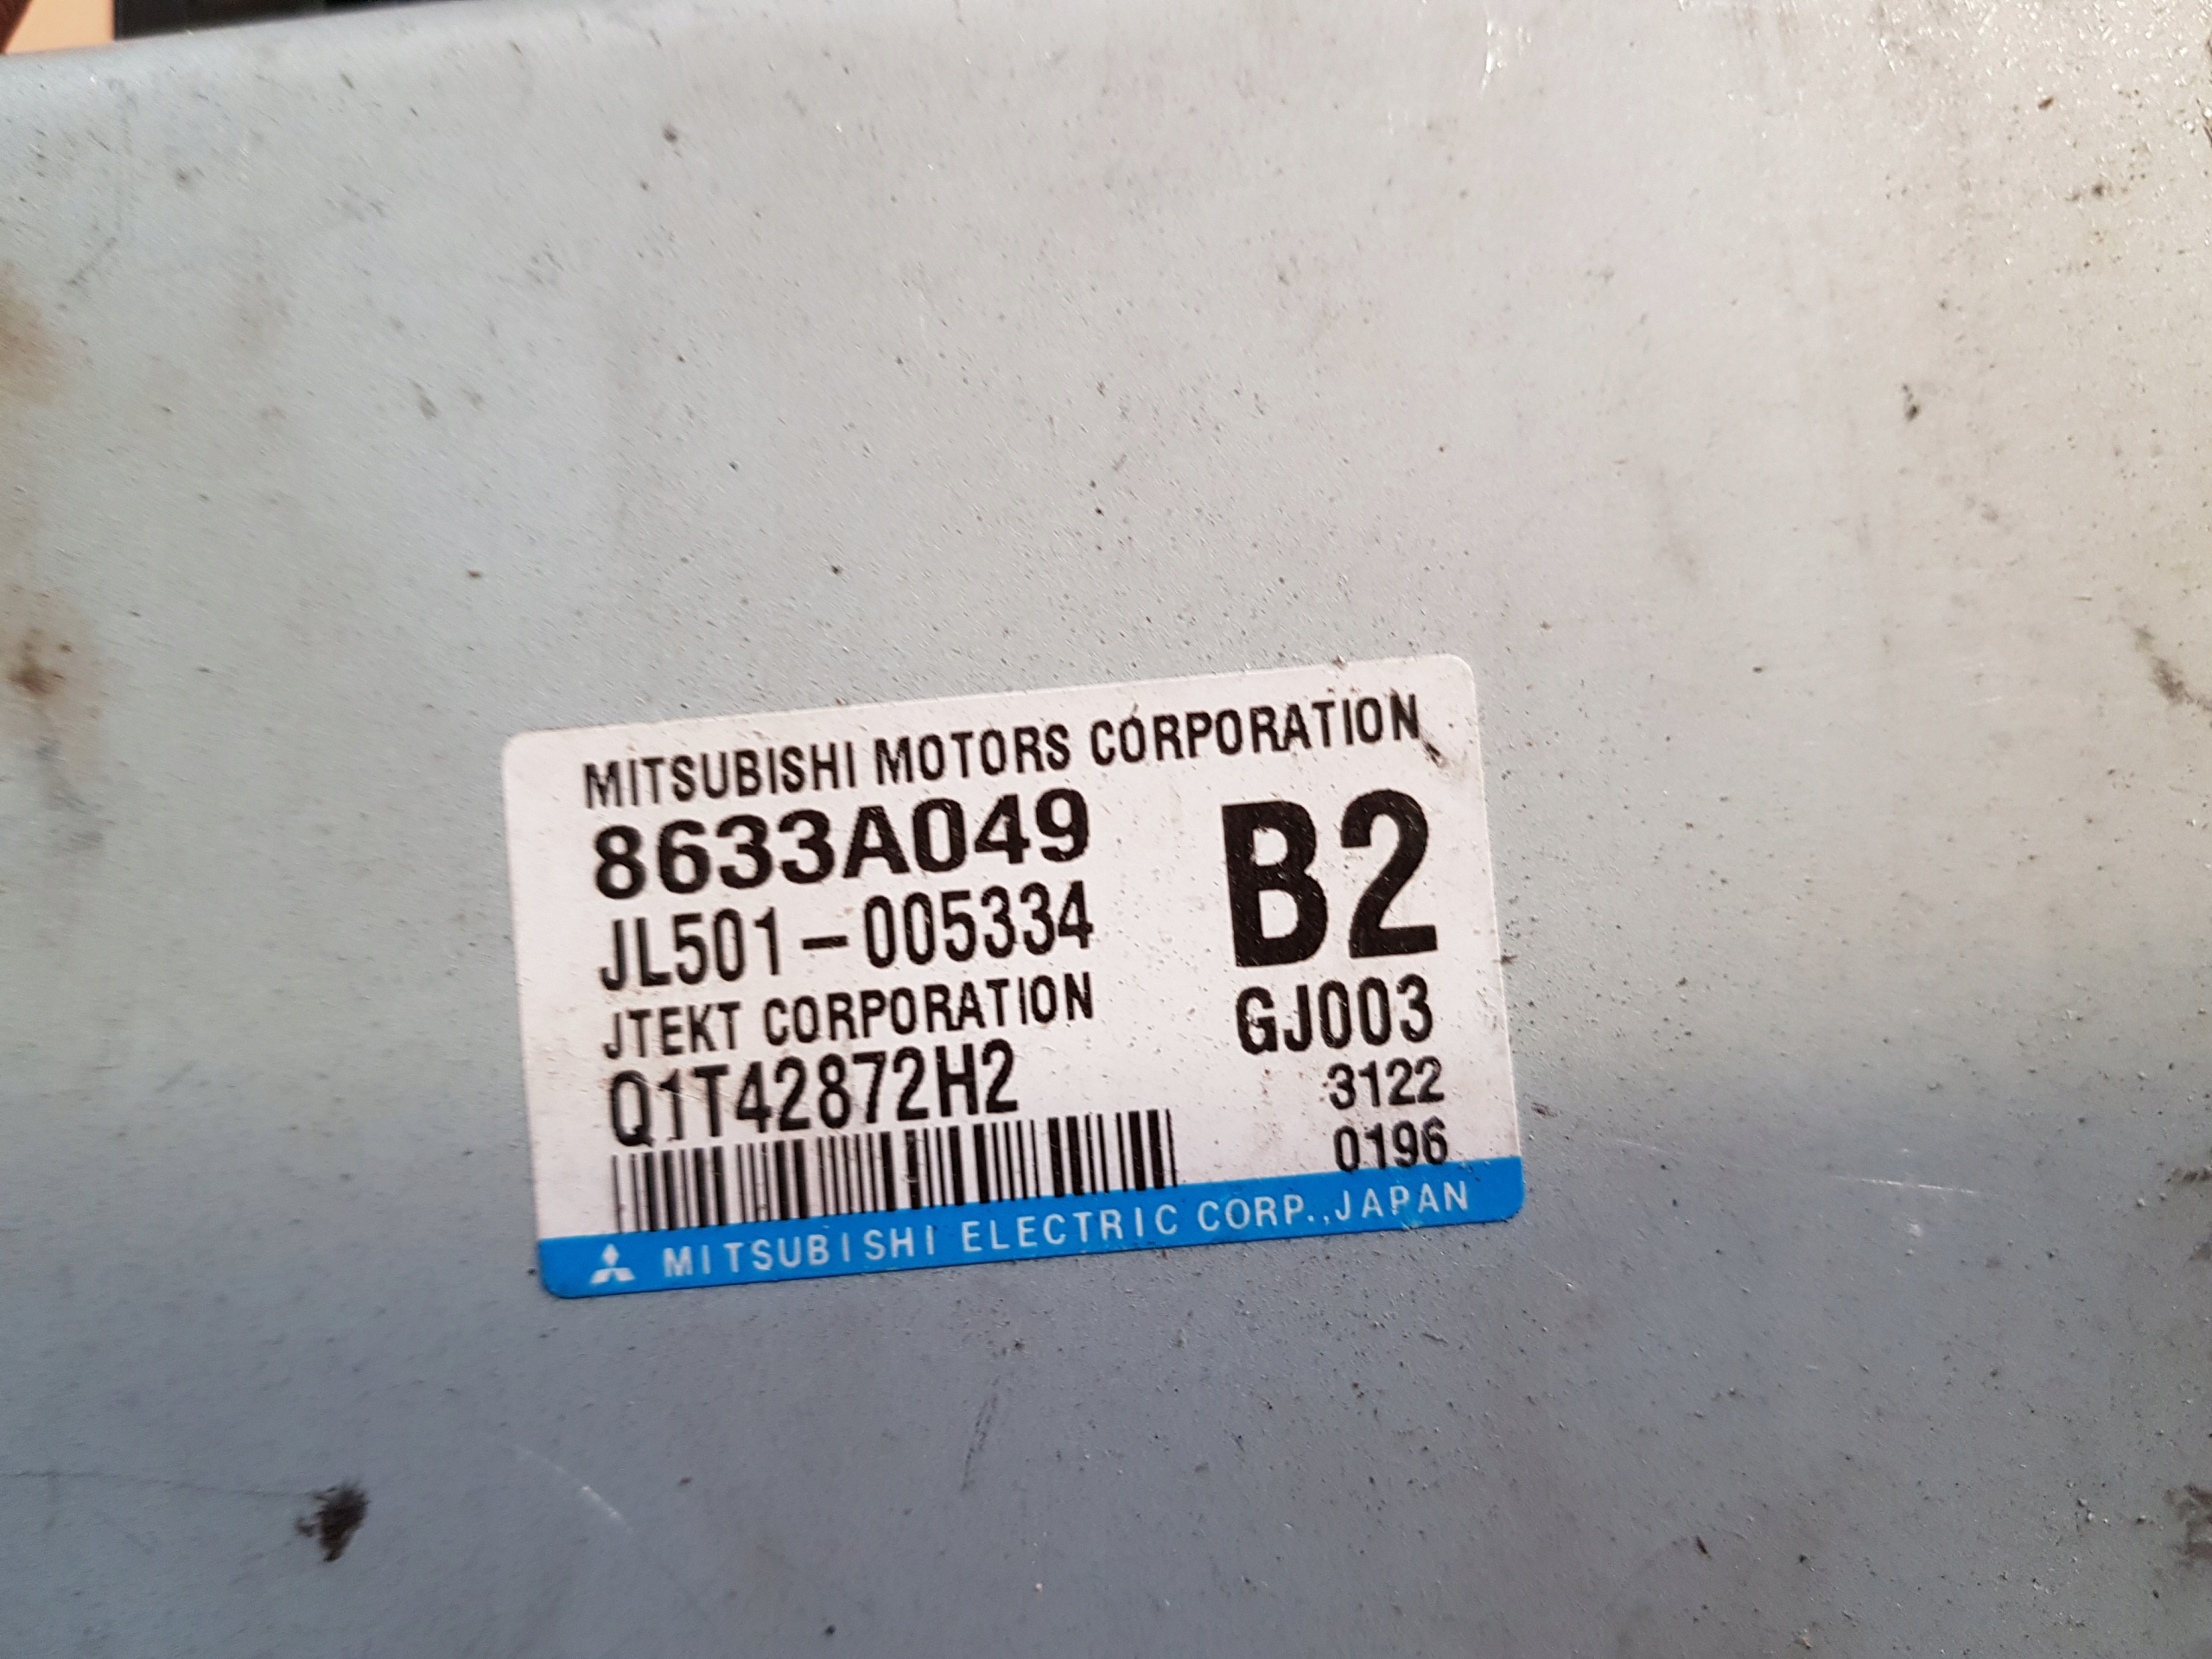 MITSUBISHI MOTORS CORPORATION
8633A049
B2
JL501-005334
JTEKT CORPORATION
GJ003
Q1T42872H2
3122
0196
MITSUBISHI ELECTRIC CORP., JAPAN